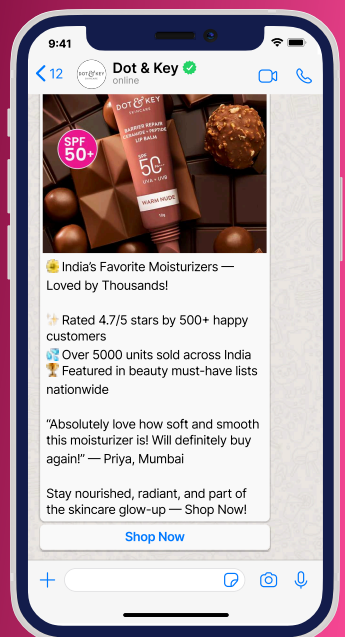 9:41
12
DOT & KEY
Dot & Key
online
DOT & KEY
SKINCARE
BARRIER REPAIR
CERAMIDE + PEPTIDE
LIP BALM
SPF
50+
SPF
50
UVA + UVB
WARM NUDE
India's Favorite Moisturizers —
Loved by Thousands!
Rated 4.7/5 stars by 500+ happy
customers
Over 5000 units sold across India
Featured in beauty must-have lists
nationwide
“Absolutely love how soft and smooth
this moisturizer is! Will definitely buy
again!” — Priya, Mumbai
Stay nourished, radiant, and part of
the skincare glow-up — Shop Now!
Shop Now